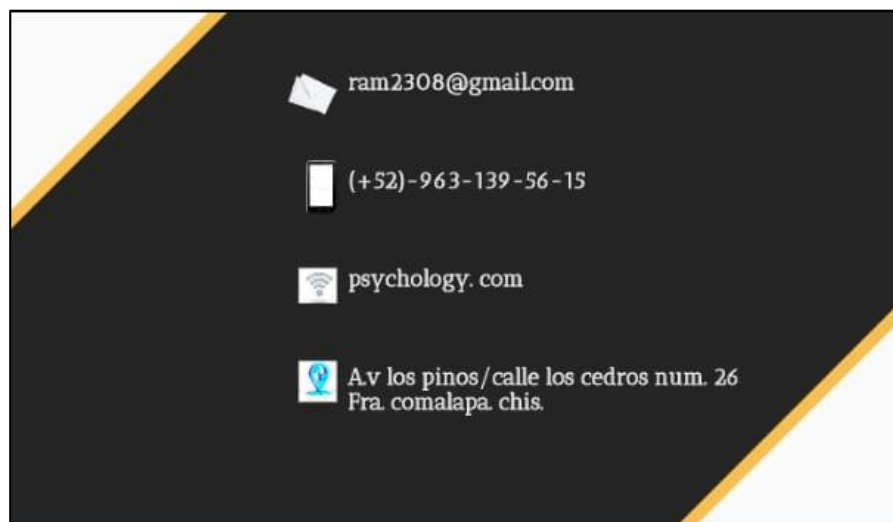 ram2308@gmail.com
(+52)-963-139-56-15
psychology. com
A.v los pinos/calle los cedros num. 26
Fra. comalapa. chis.